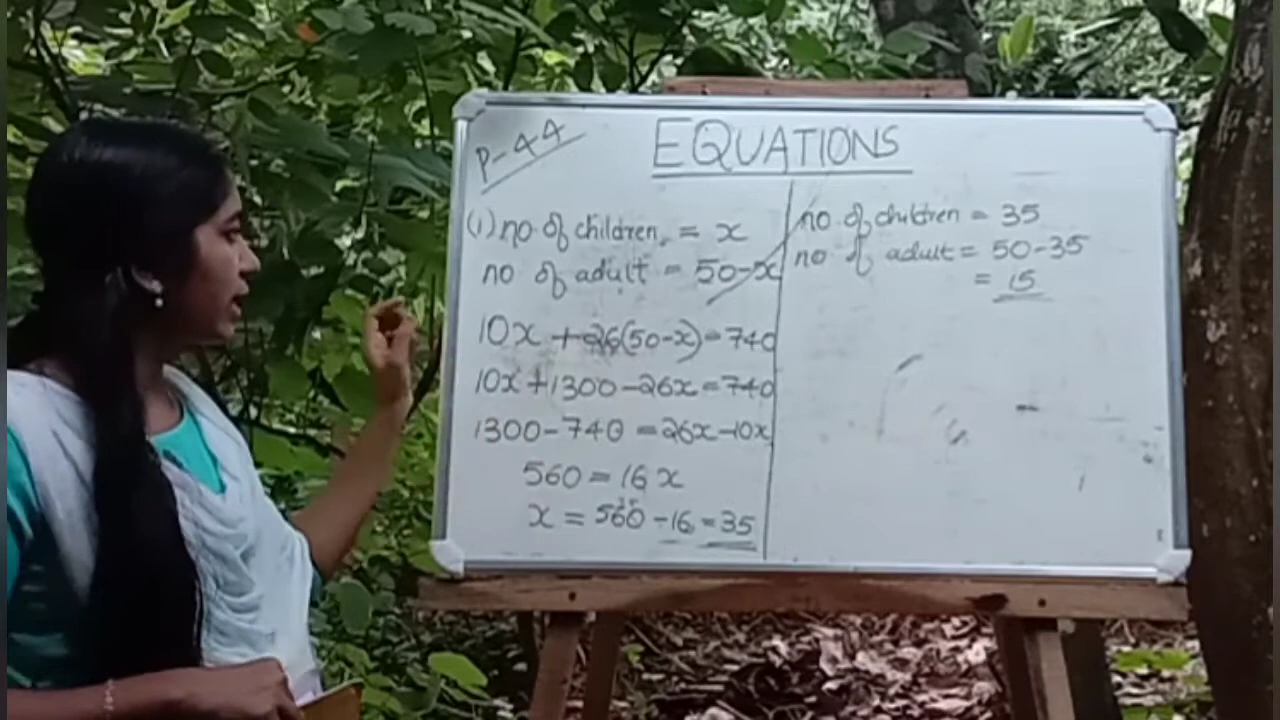 P-44
EQUATIONS
(1) no of children = x
no of adult = 50-x
10x + 26(50-x) = 740
10x + 1300 - 26x = 740
1300 - 740 = 26x - 10x
560 = 16x
x = 560 - 16 = 35
no of children = 35
no of adult = 50-35
= 15